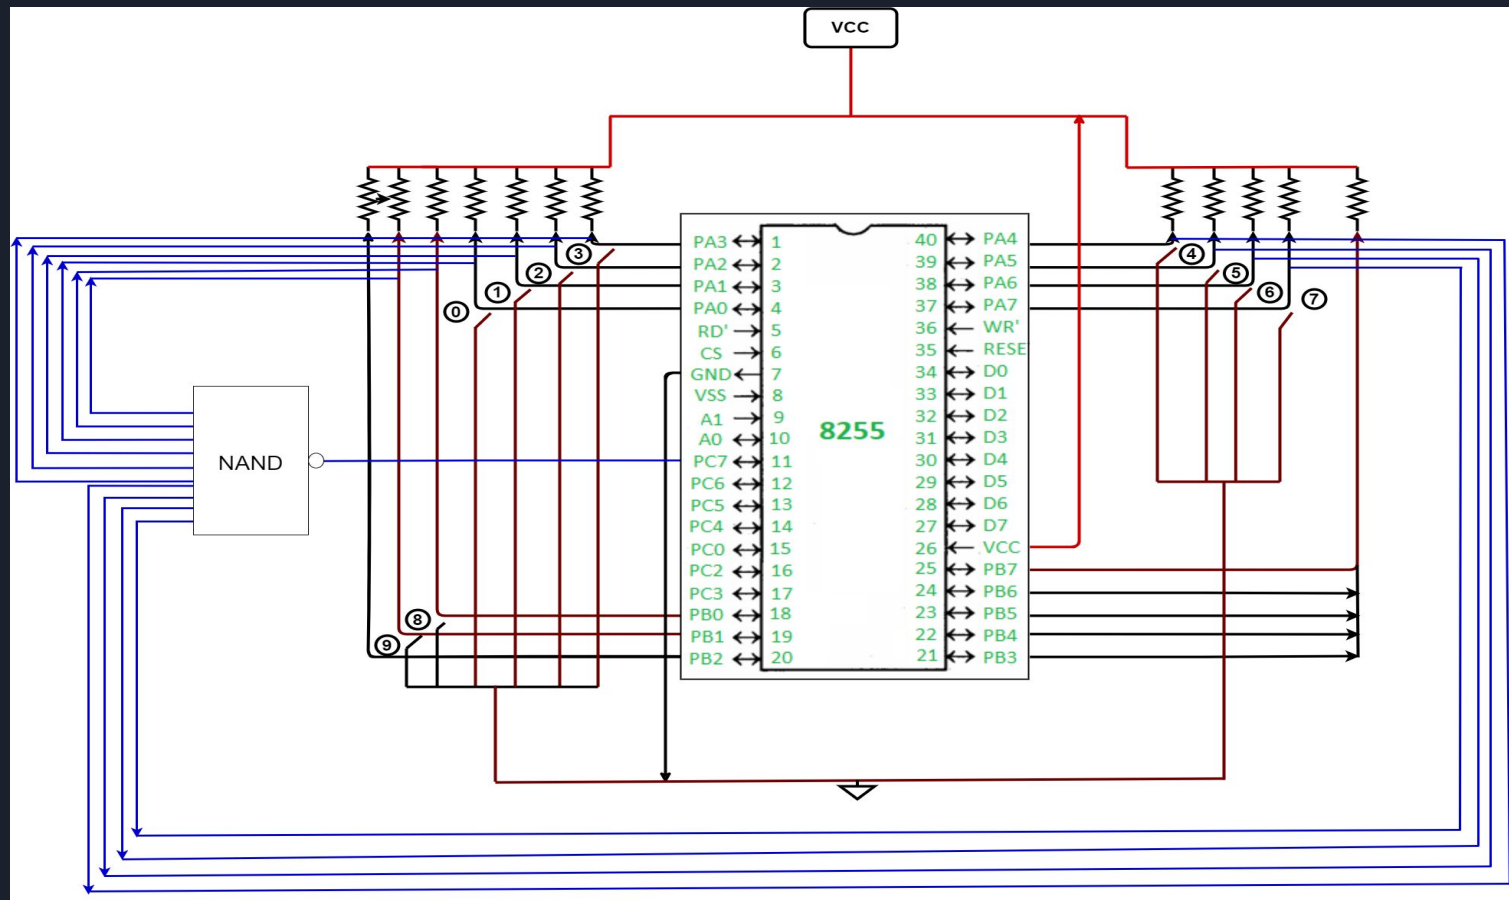 VCC
PA3 1 40 PA4
PA2 2 39 PA5
PA1 3 38 PA6
PA0 4 37 PA7
RD' 5 36 WR'
CS 6 35 RESE
GND 7 34 D0
VSS 8 33 D1
A1 9 32 D2
A0 10 31 D3
PC7 11 30 D4
PC6 12 29 D5
PC5 13 28 D6
PC4 14 27 D7
PC0 15 26 VCC
PC2 16 25 PB7
PC3 17 24 PB6
PB0 18 23 PB5
PB1 19 22 PB4
PB2 20 21 PB3
8255
NAND
3
2
1
0
4
5
6
7
8
9